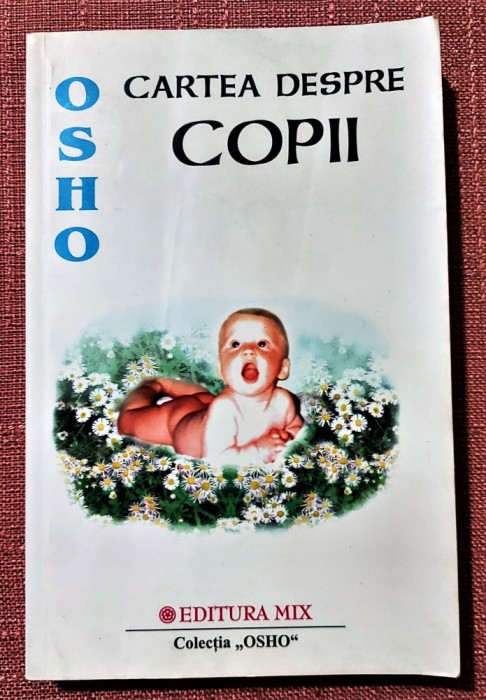 OSHO
CARTEA DESPRE
COPII
EDITURA MIX
Colecția „OSHO“